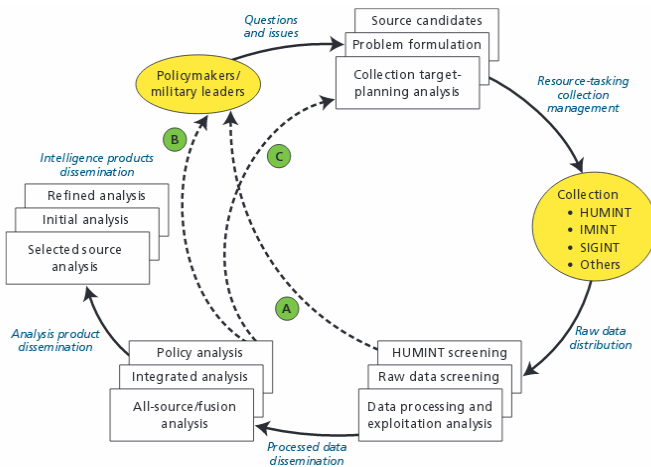 Questions
and issues
Source candidates
Problem formulation
Collection target-
planning analysis
Policymakers/
military leaders
Resource-tasking
collection
management
B
C
Intelligence products
dissemination
Refined analysis
Initial analysis
Selected source
analysis
Collection
• HUMINT
• IMINT
• SIGINT
• Others
A
Analysis product
dissemination
Raw data
distribution
Policy analysis
Integrated analysis
All-source/fusion
analysis
HUMINT screening
Raw data screening
Data processing and
exploitation analysis
Processed data
dissemination